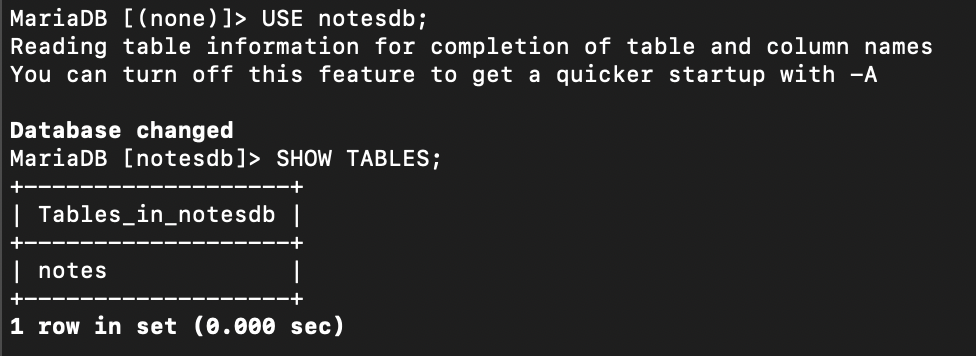 MariaDB [(none)]> USE notesdb;
Reading table information for completion of table and column names
You can turn off this feature to get a quicker startup with -A
Database changed
MariaDB [notesdb]> SHOW TABLES;
+-------------------+
| Tables_in_notesdb |
+-------------------+
| notes             |
+-------------------+
1 row in set (0.000 sec)